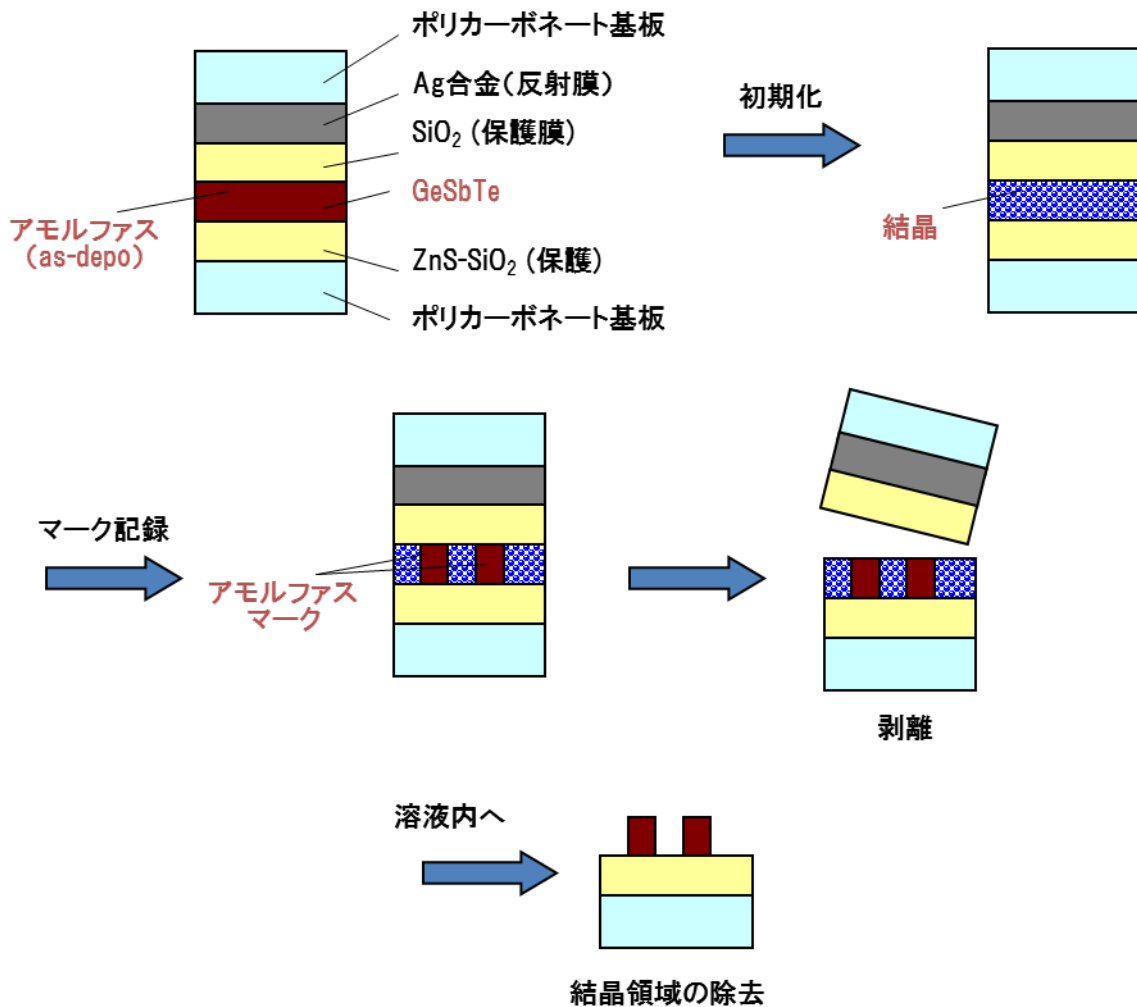 ポリカーボネート基板
Ag合金(反射膜)
SiO2 (保護膜)
GeSbTe
アモルファス
(as-depo)
ZnS-SiO2 (保護)
ポリカーボネート基板
初期化
結晶
マーク記録
アモルファス
マーク
剥離
溶液内へ
結晶領域の除去